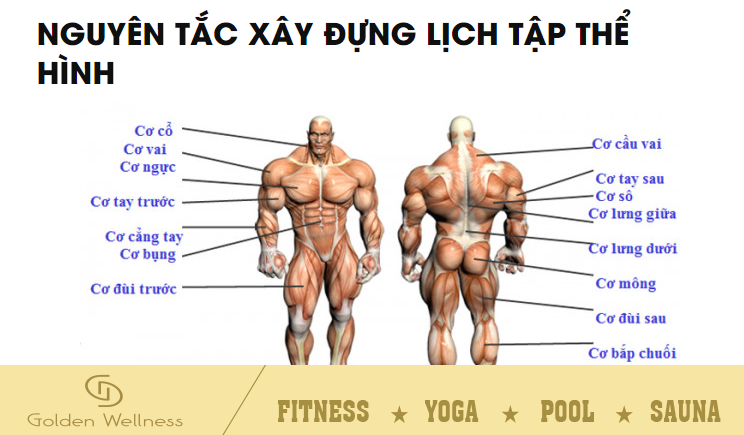 NGUYÊN TẮC XÂY ĐỰNG LỊCH TẬP THỂ
HÌNH
Cơ cổ
Cơ vai
Cơ ngực
Cơ tay trước
Cơ cẳng tay
Cơ bụng
Cơ đùi trước
Cơ cầu vai
Cơ tay sau
Cơ sô
Cơ lưng giữa
Cơ lưng dưới
Cơ mông
Cơ đùi sau
Cơ bắp chuối
Golden Wellness
FITNESS ★ YOGA ★ POOL ★ SAUNA